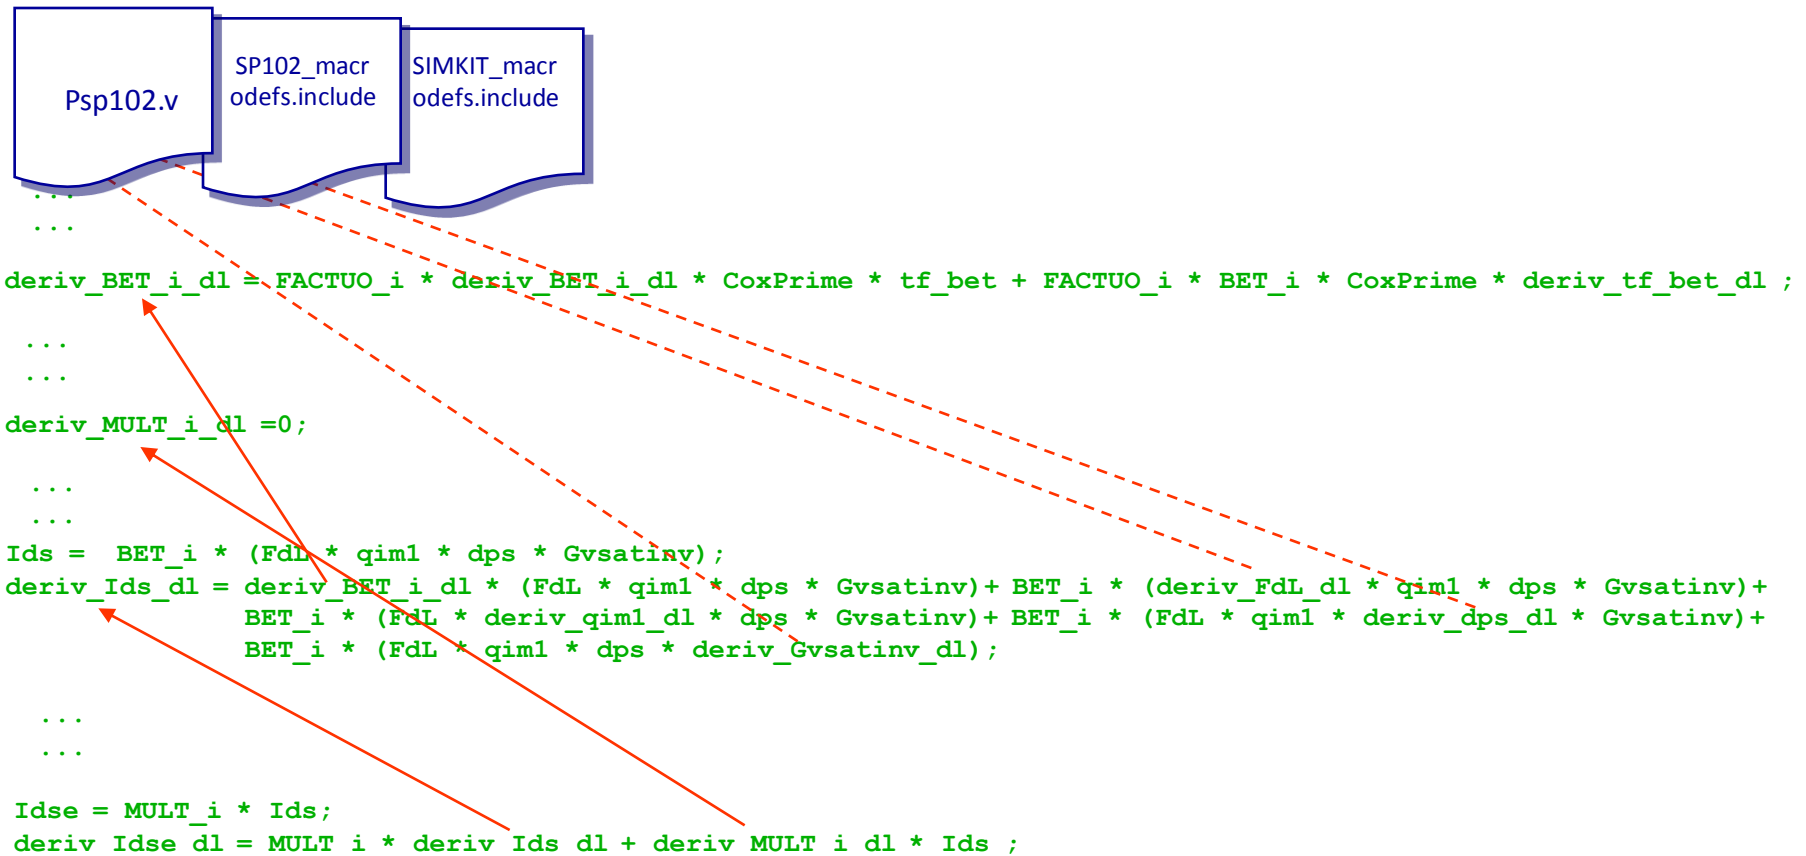 Psp102.v
SP102_macr
odefs.include
SIMKIT_macr
odefs.include
...
...
deriv_BET_i_dl = FACTUO_i * deriv_BET_i_dl * CoxPrime * tf_bet + FACTUO_i * BET_i * CoxPrime * deriv_tf_bet_dl ;
...
...
deriv_MULT_i_dl =0;
...
...
Ids = BET_i * (FdL * qim1 * dps * Gvsatinv);
deriv_Ids_dl = deriv_BET_i_dl * (FdL * qim1 * dps * Gvsatinv)+ BET_i * (deriv_FdL_dl * qim1 * dps * Gvsatinv)+
BET_i * (FdL * deriv_qim1_dl * dps * Gvsatinv)+ BET_i * (FdL * qim1 * deriv_dps_dl * Gvsatinv)+
BET_i * (FdL * qim1 * dps * deriv_Gvsatinv_dl);
...
...
Idse = MULT_i * Ids;
deriv Idse dl = MULT i * deriv Ids dl + deriv MULT i dl * Ids ;